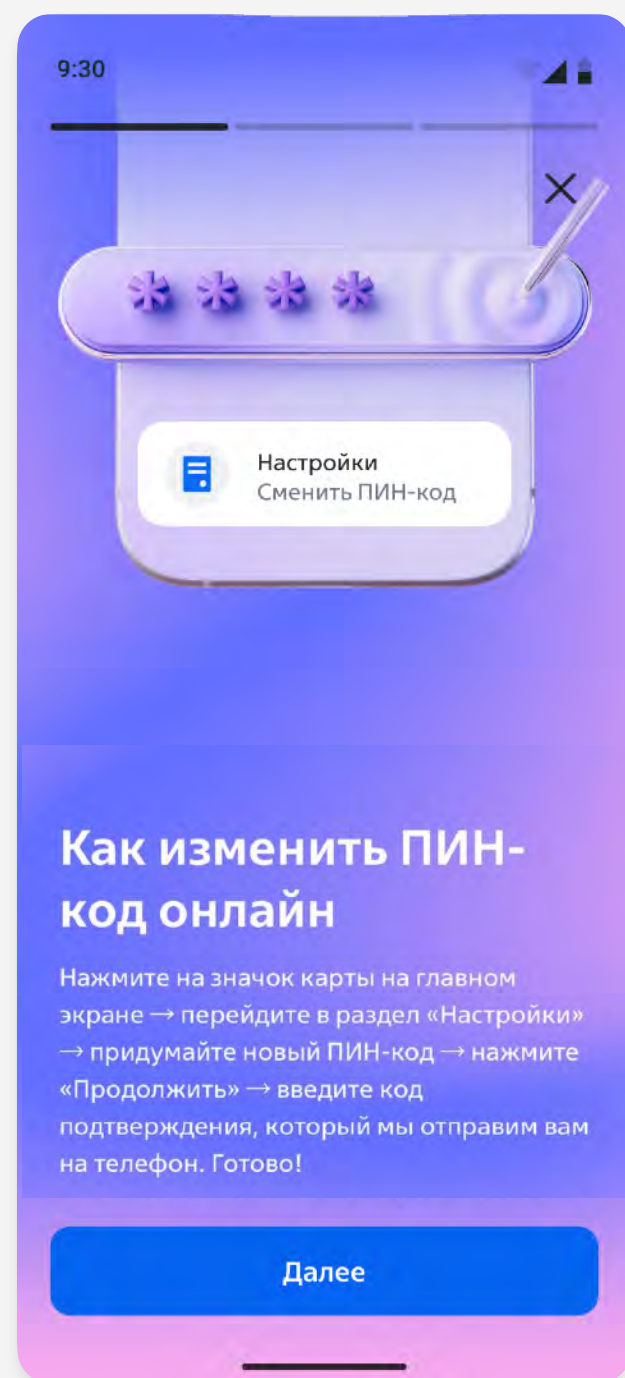 9:30
* * * *
Настройки
Сменить ПИН-код
Как изменить ПИН-
код онлайн
Нажмите на значок карты на главном
экране → перейдите в раздел «Настройки»
→ придумайте новый ПИН-код → нажмите
«Продолжить» → введите код
подтверждения, который мы отправим вам
на телефон. Готово!
Далее